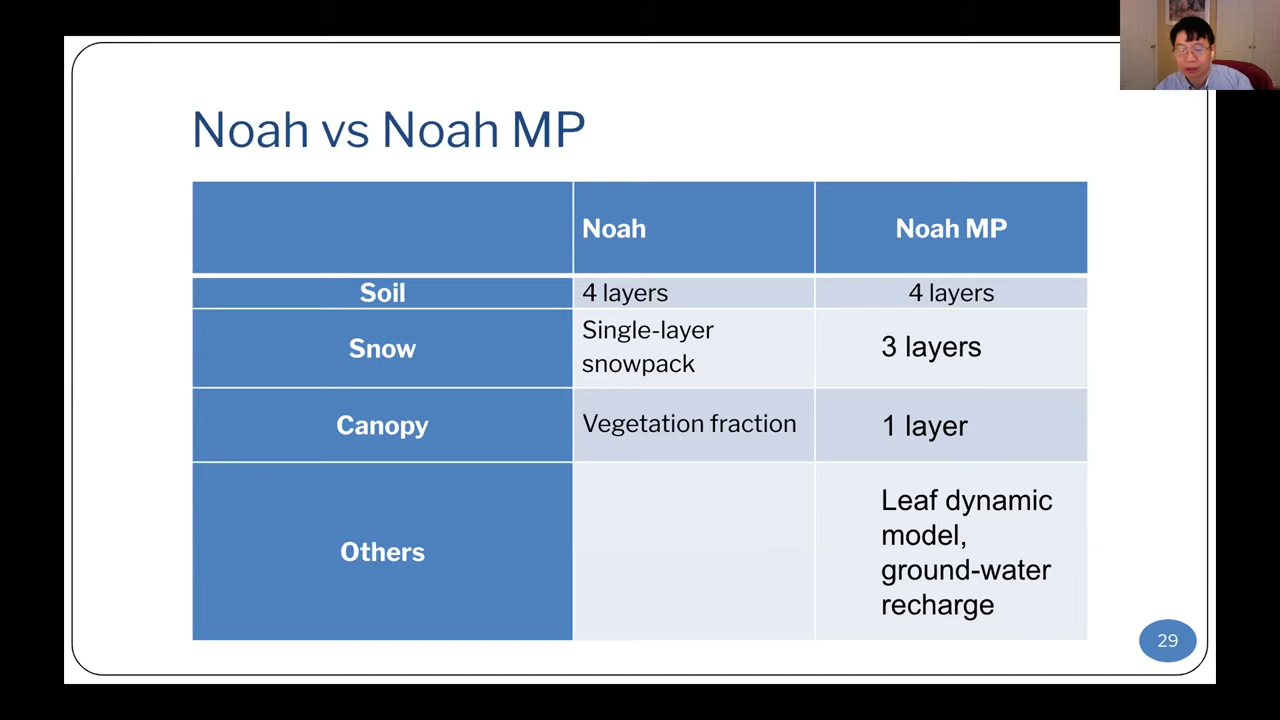 Noah vs Noah MP
Noah
Noah MP
Soil
4 layers
4 layers
Snow
Single-layer
snowpack
3 layers
Canopy
Vegetation fraction
1 layer
Others
Leaf dynamic
model,
ground-water
recharge
29